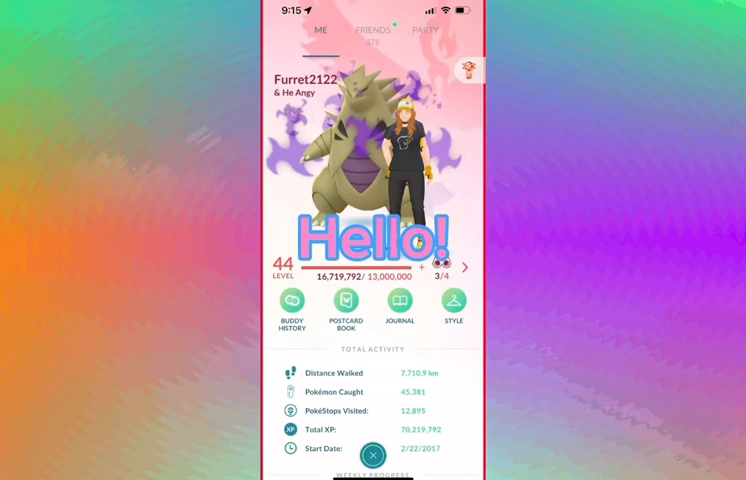 9:15
ME
FRIENDS
PARTY
378
Furret2122
& He Angy
Hello!
44
LEVEL
16,719,792/ 13,000,000
+
3/4
BUDDY
HISTORY
POSTCARD
BOOK
JOURNAL
STYLE
TOTAL ACTIVITY
Distance Walked 7,710.9 km
Pokémon Caught 45,381
PokéStops Visited: 12,895
XP Total XP: 70,219,792
Start Date: 2/22/2017
WEEKLY PROGRESS